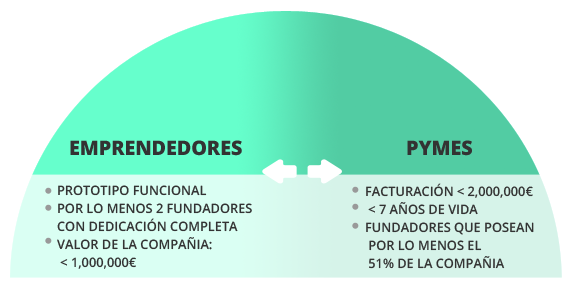 EMPRENDEDORES
PROTOTIPO FUNCIONAL
POR LO MENOS 2 FUNDADORES
CON DEDICACIÓN COMPLETA
VALOR DE LA COMPAÑIA:
< 1,000,000€
PYMES
FACTURACIÓN < 2,000,000€
< 7 AÑOS DE VIDA
FUNDADORES QUE POSEAN
POR LO MENOS EL
51% DE LA COMPAÑIA